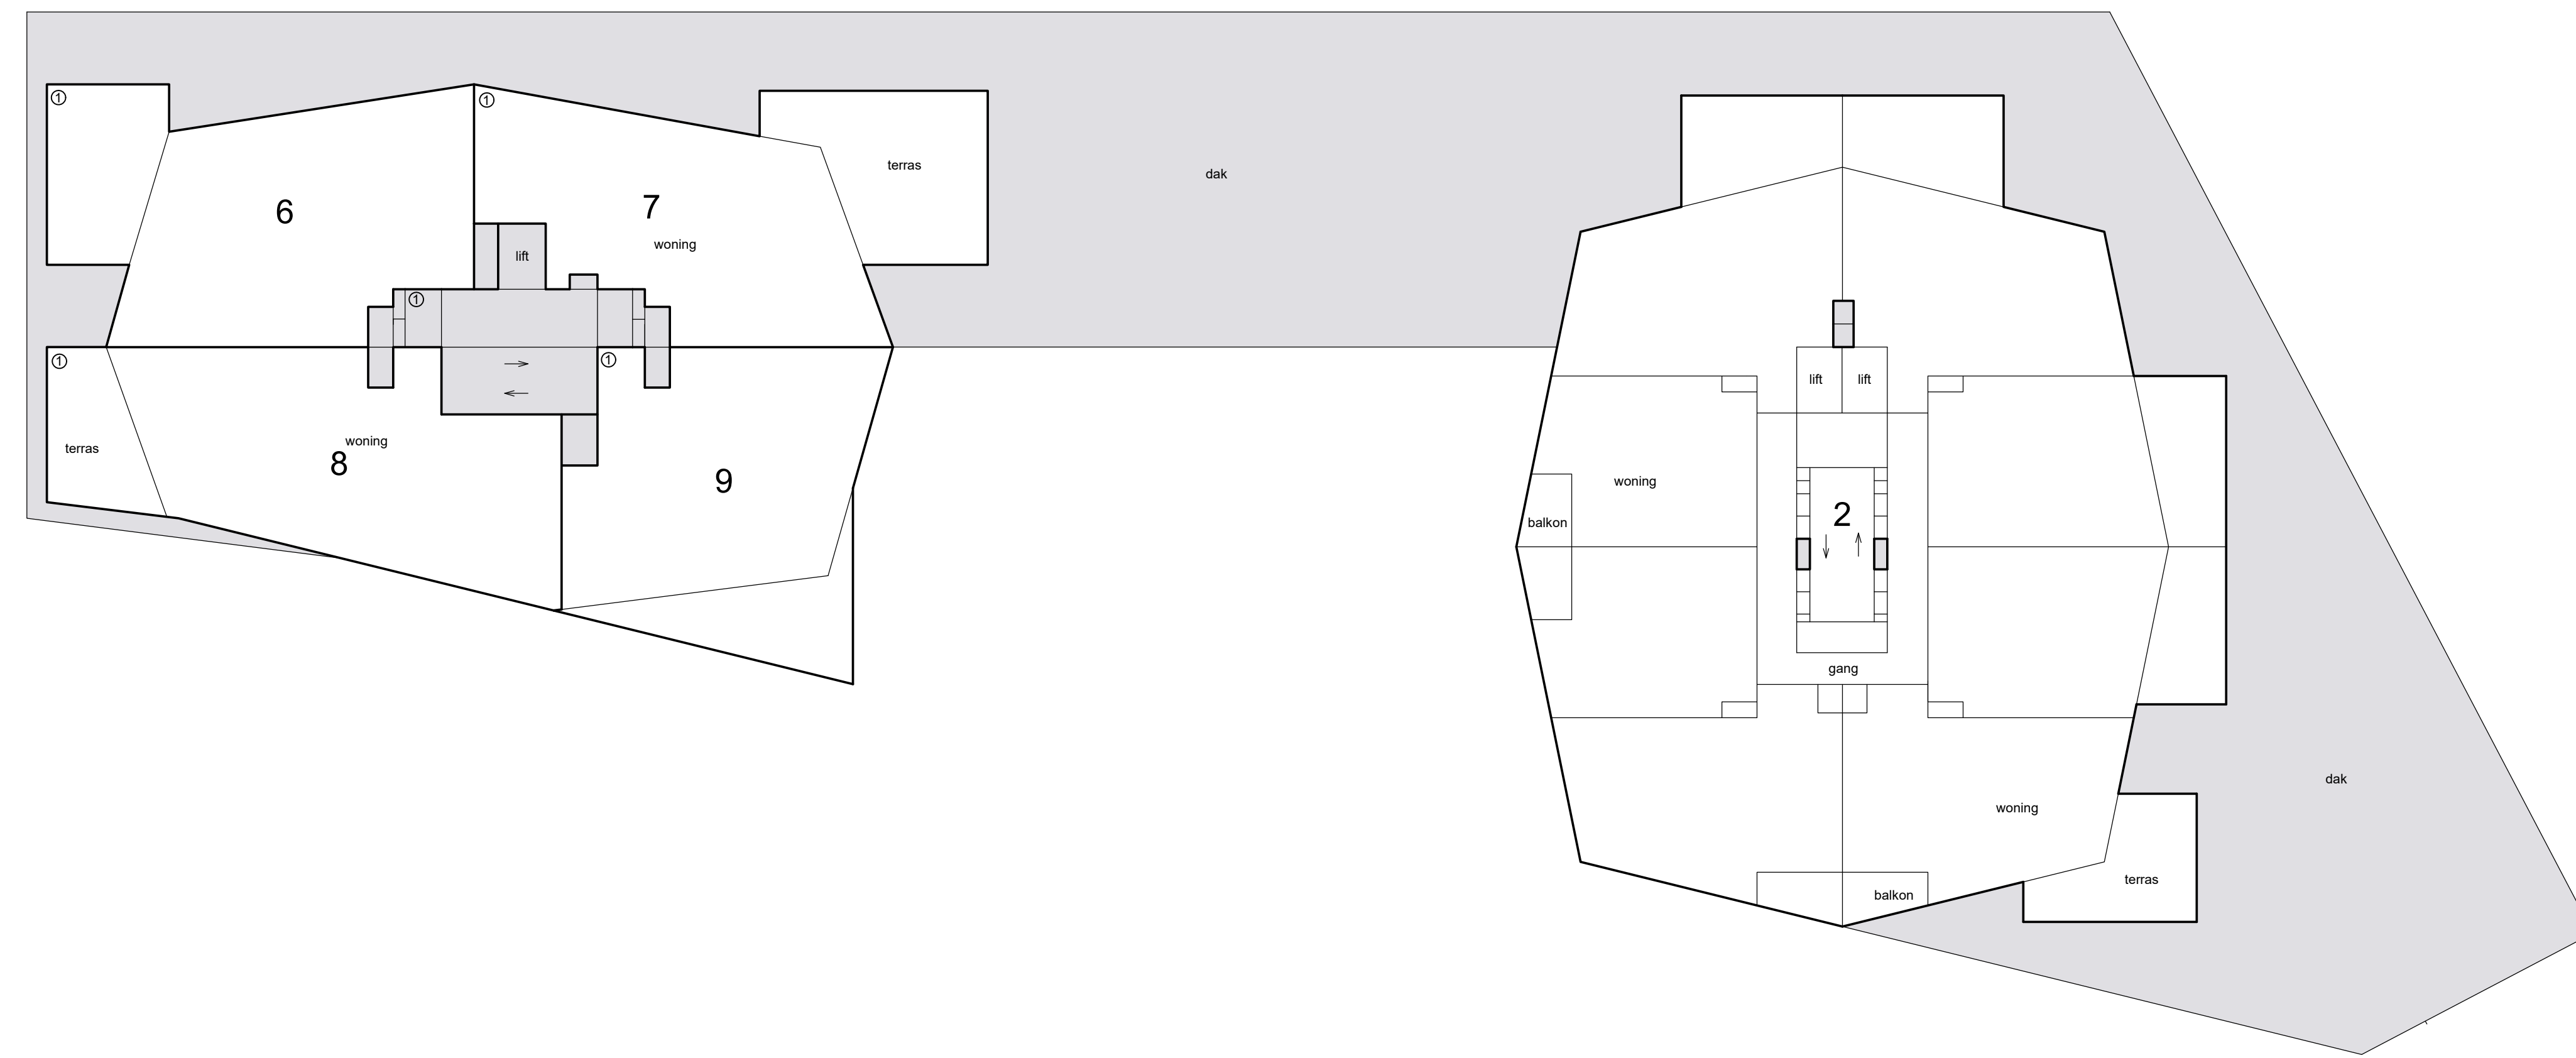 ①
①
terras
dak
6
7
woning
lift
①
①
①
terras
woning
8
9
lift
lift
woning
2
balkon
gang
dak
woning
terras
balkon